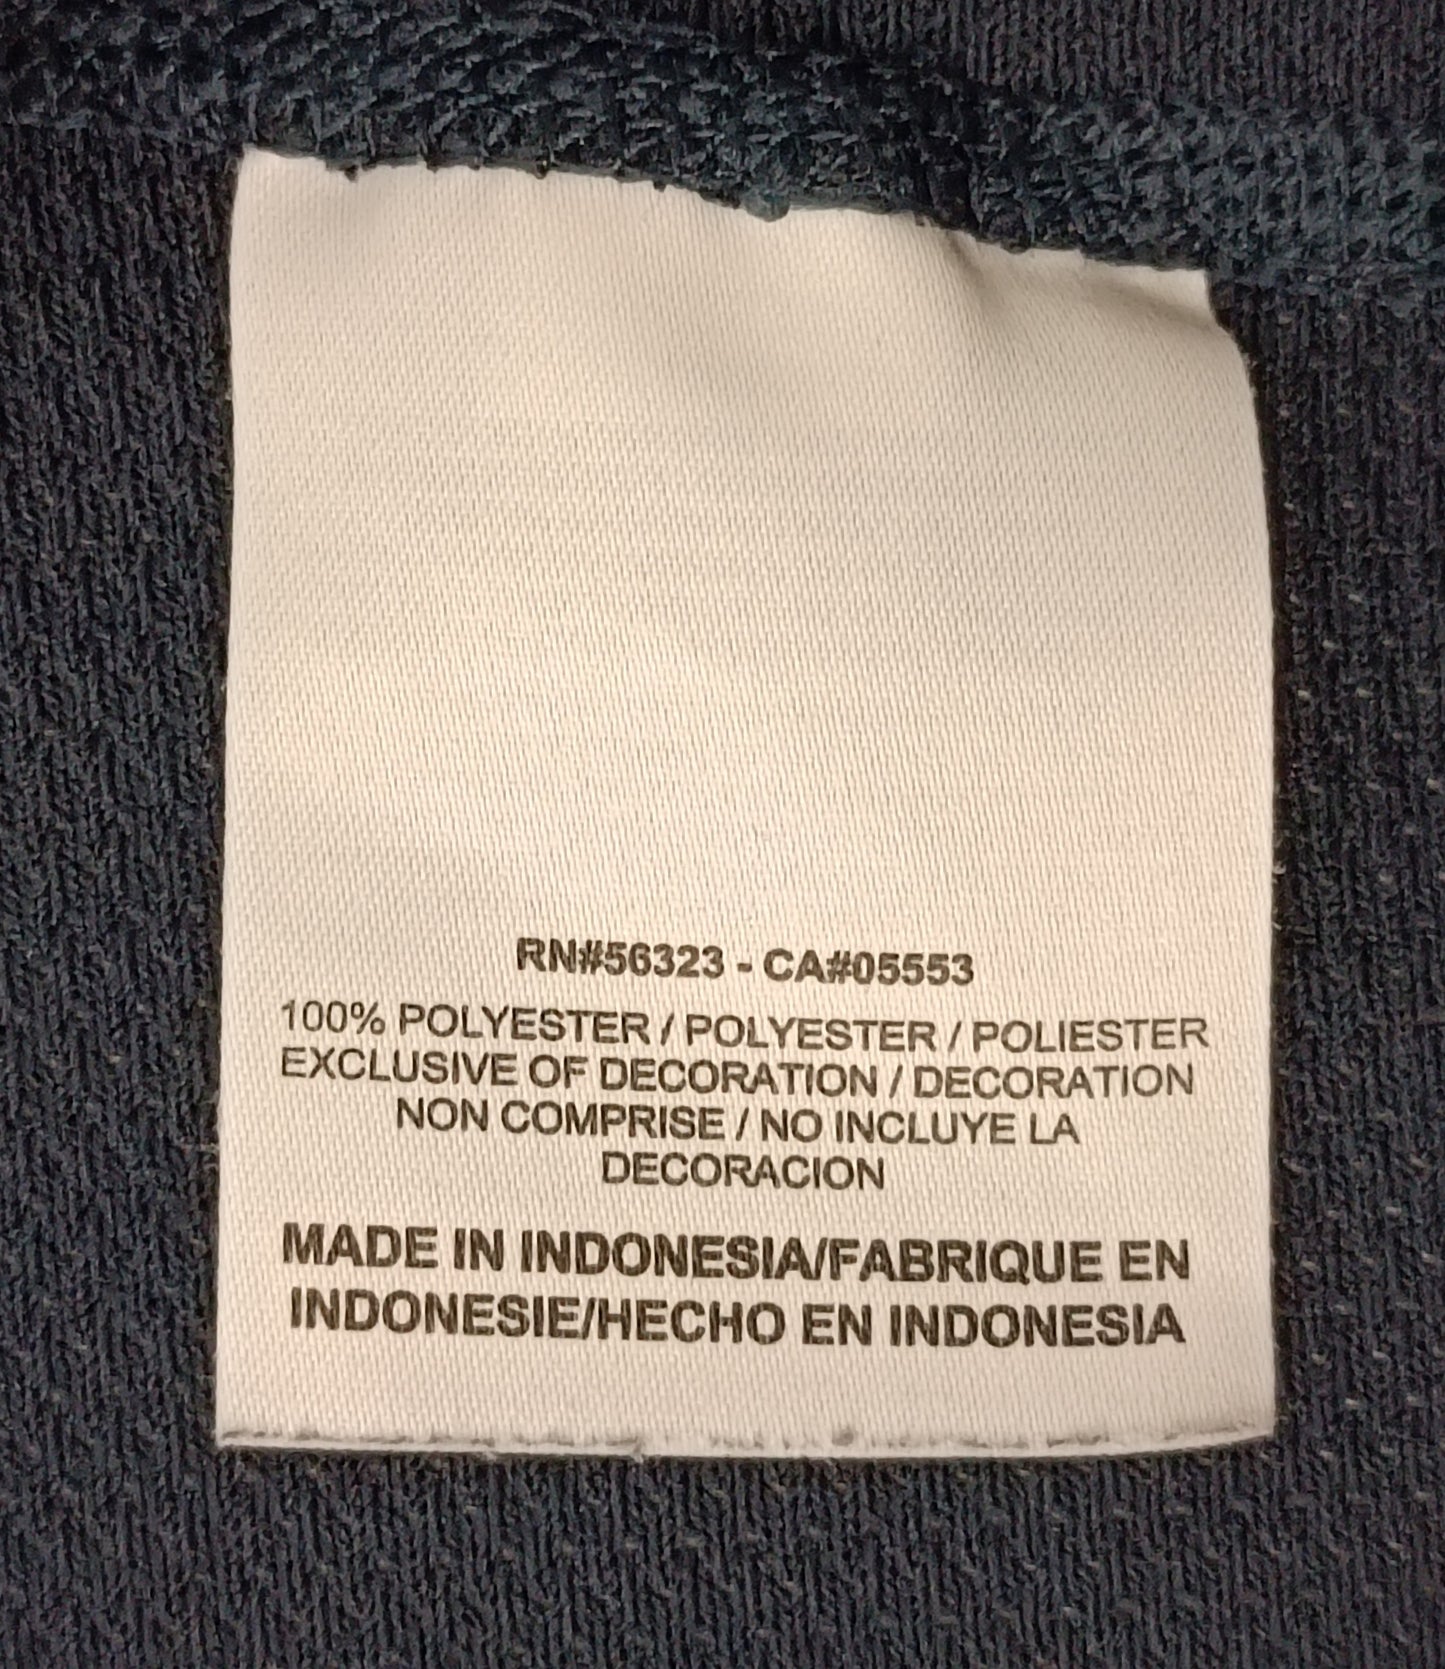 RN#56323 - CA#05553
100% POLYESTER / POLYESTER / POLIESTER
EXCLUSIVE OF DECORATION / DECORATION
NON COMPRISE / NO INCLUYE LA
DECORACION
MADE IN INDONESIA/FABRIQUE EN
INDONESIE/HECHO EN INDONESIA